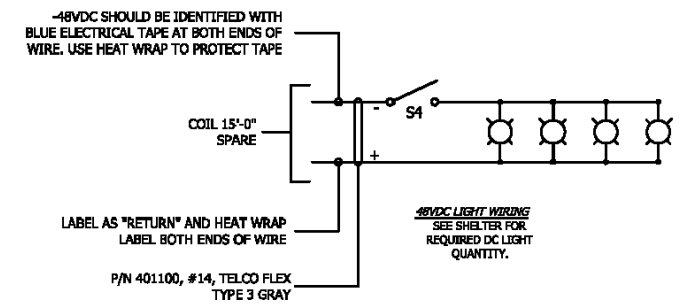 -48VDC SHOULD BE IDENTIFIED WITH
BLUE ELECTRICAL TAPE AT BOTH ENDS OF
WIRE. USE HEAT WRAP TO PROTECT TAPE
-
S4
COIL 15'-0"
SPARE
+
LABEL AS "RETURN" AND HEAT WRAP
LABEL BOTH ENDS OF WIRE
48VDC LIGHT WIRING
SEE SHELTER FOR
REQUIRED DC LIGHT
QUANTITY.
P/N 401100, #14, TELCO FLEX
TYPE 3 GRAY